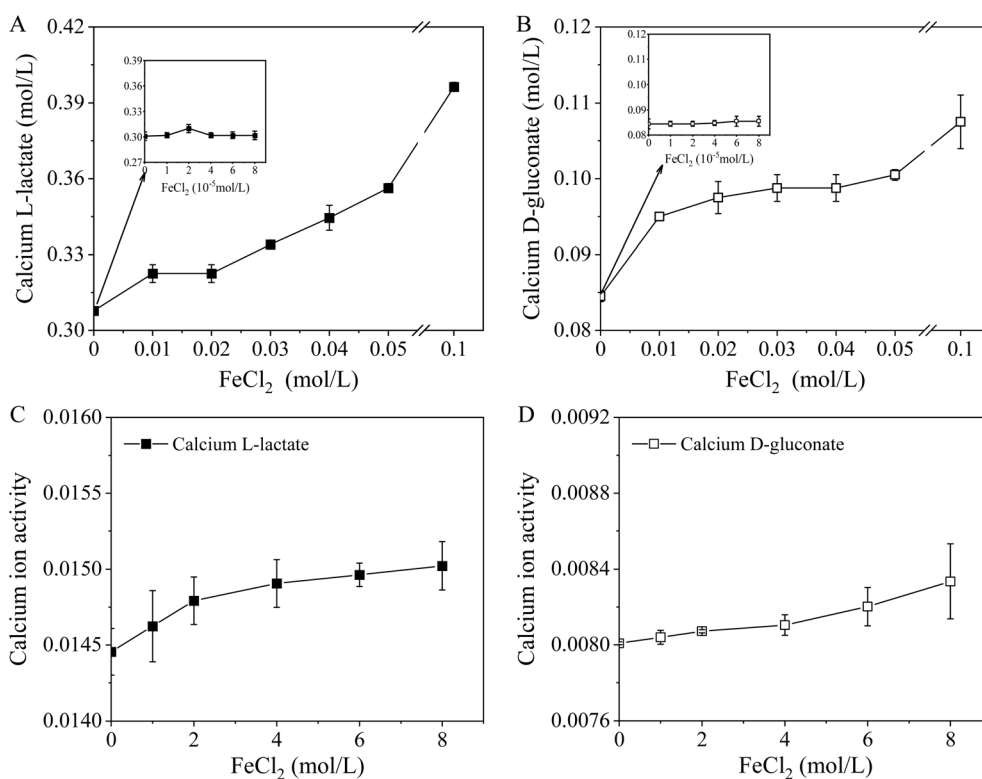 A
Calcium L-lactate (mol/L)
0.42
0.39
0.36
0.33
0.30
0 0.01 0.02 0.03 0.04 0.05 0.1
FeCl2 (mol/L)
0.39
0.36
0.33
0.30
0.27
0 1 2 4 6 8
FeCl2 (10-5mol/L)
B
Calcium D-gluconate (mol/L)
0.12
0.11
0.10
0.09
0.08
0 0.01 0.02 0.03 0.04 0.05 0.1
FeCl2 (mol/L)
0.12
0.11
0.10
0.09
0.08
0 1 2 4 6 8
FeCl2 (10-5mol/L)
C
Calcium ion activity
0.0160
0.0155
0.0150
0.0145
0.0140
Calcium L-lactate
0 2 4 6 8
FeCl2 (mol/L)
D
Calcium ion activity
0.0092
0.0088
0.0084
0.0080
0.0076
Calcium D-gluconate
0 2 4 6 8
FeCl2 (mol/L)